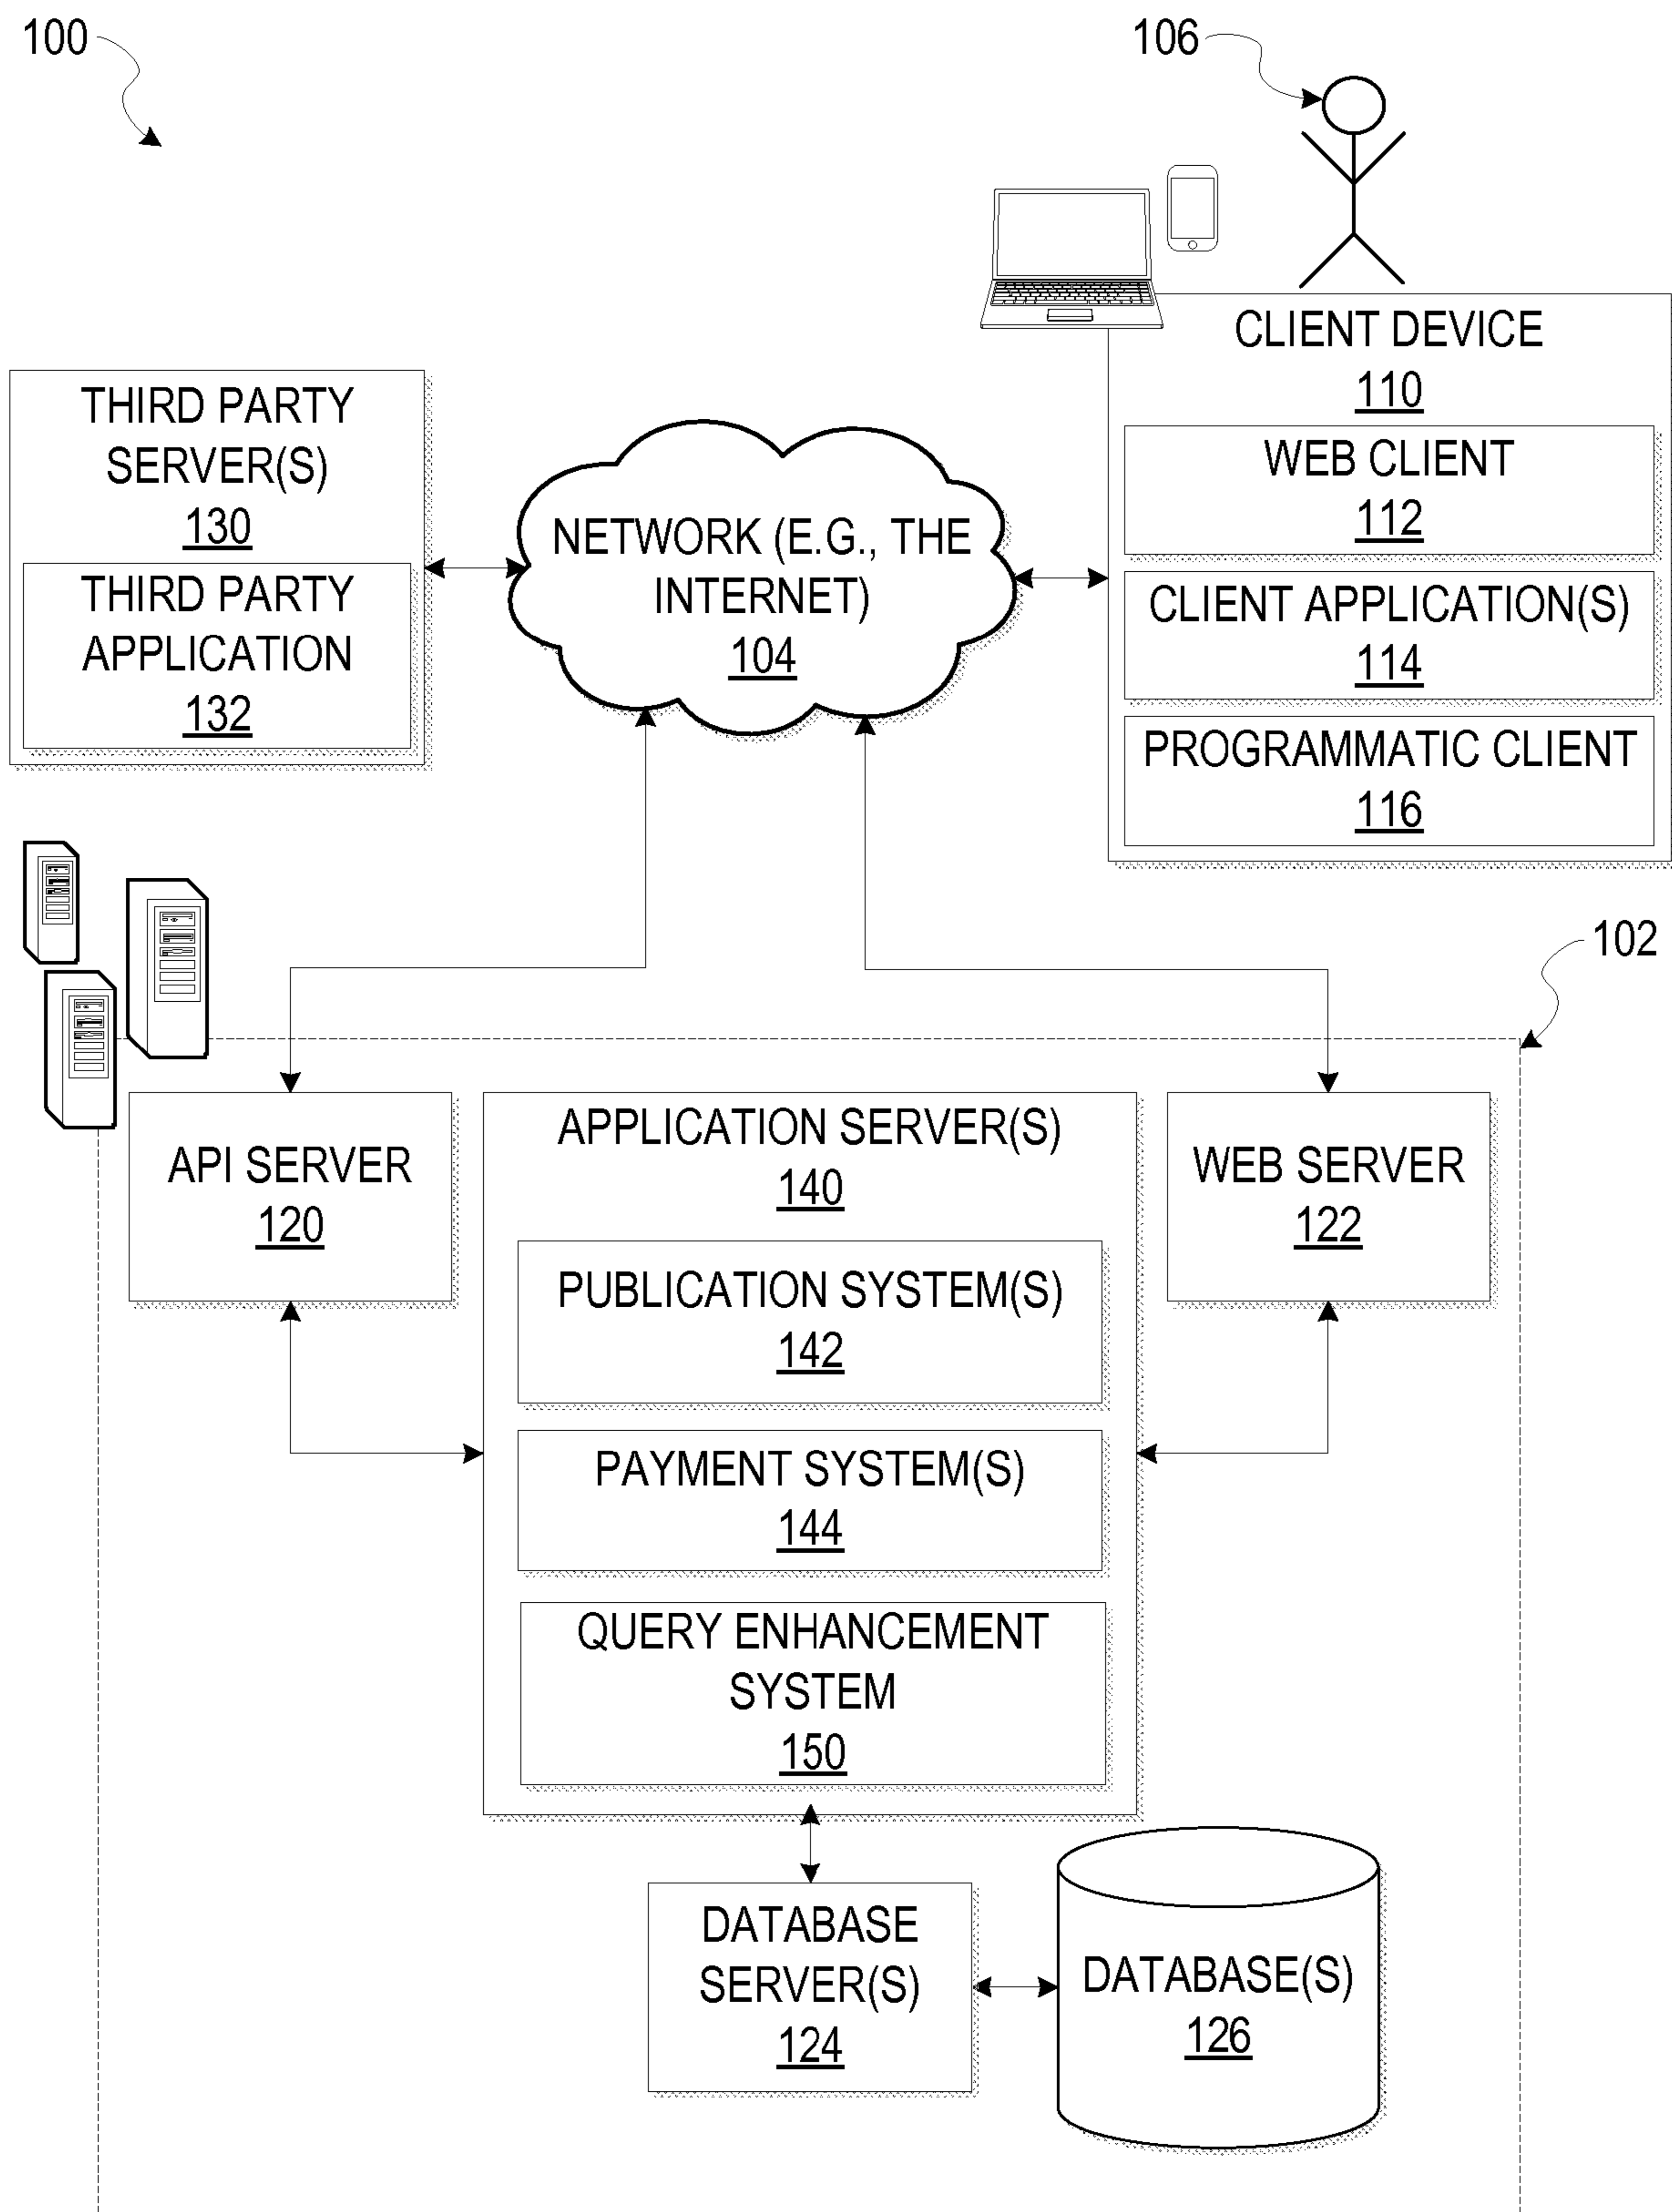 100
106
CLIENT DEVICE
110
WEB CLIENT
112
CLIENT APPLICATION(S)
114
PROGRAMMATIC CLIENT
116
THIRD PARTY
SERVER(S)
130
THIRD PARTY
APPLICATION
132
NETWORK (E.G., THE
INTERNET)
104
102
API SERVER
120
APPLICATION SERVER(S)
140
PUBLICATION SYSTEM(S)
142
PAYMENT SYSTEM(S)
144
QUERY ENHANCEMENT
SYSTEM
150
WEB SERVER
122
DATABASE
SERVER(S)
124
DATABASE(S)
126